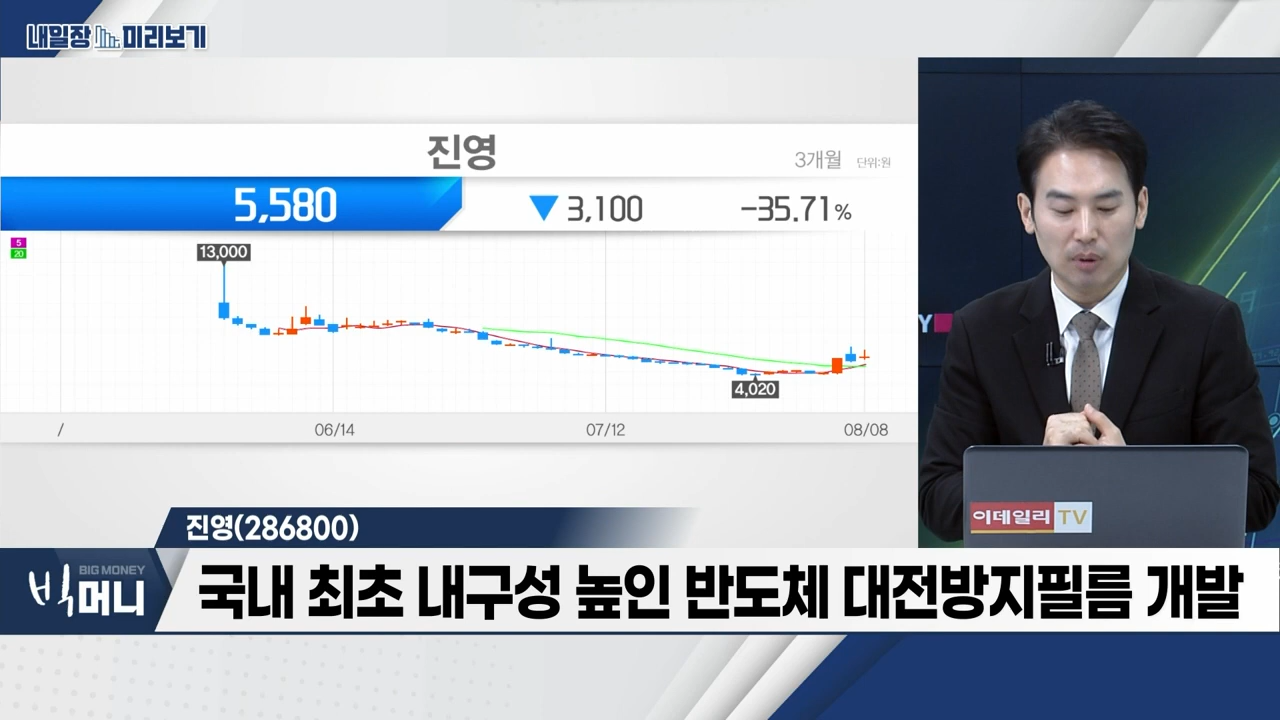 내일장 미리보기
진영
3개월 단위:원
5,580 ▼3,100 -35.71%
5
20
13,000
4,020
/ 06/14 07/12 08/08
Y
이데일리 TV
진영(286800)
BIG MONEY
빅머니
국내 최초 내구성 높인 반도체 대전방지필름 개발